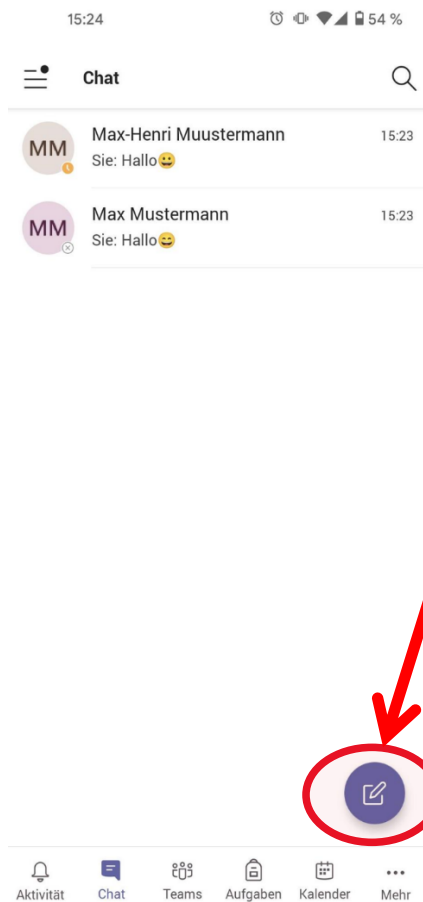 15:24 54 %
Chat
MM Max-Henri Muustermann 15:23
Sie: Hallo😀
MM Max Mustermann 15:23
Sie: Hallo😄
Aktivität Chat Teams Aufgaben Kalender Mehr